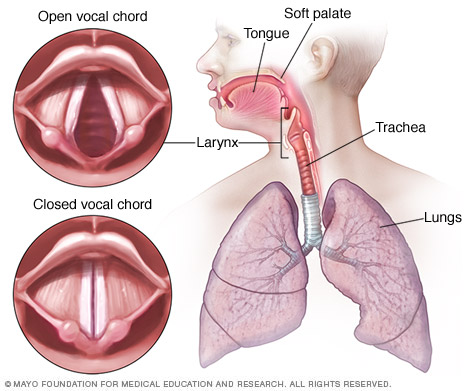 Open vocal chord
Soft palate
Tongue
Trachea
Larynx
Closed vocal chord
Lungs
© MAYO FOUNDATION FOR MEDICAL EDUCATION AND RESEARCH. ALL RIGHTS RESERVED.